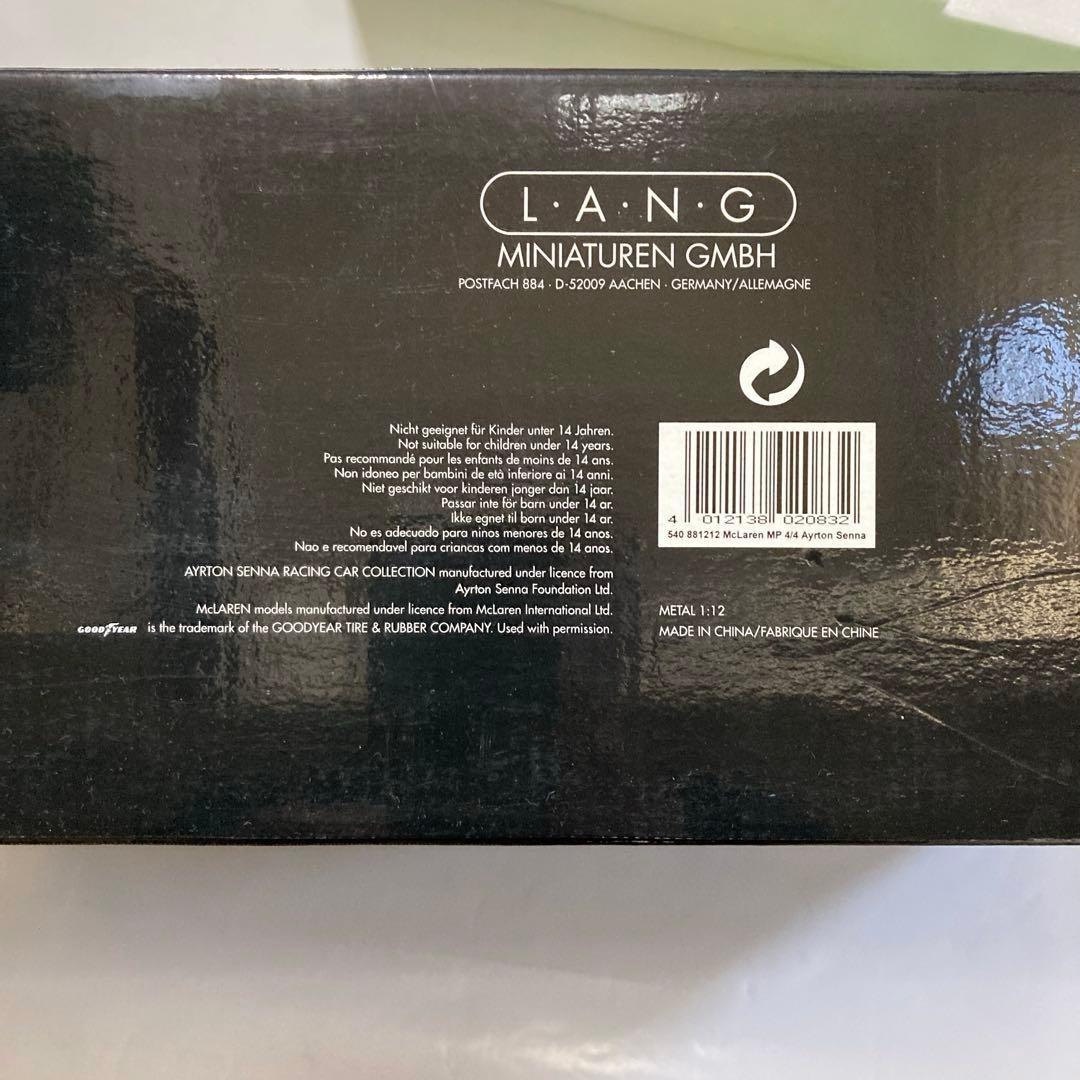 L·A·N·G
MINIATUREN GMBH
POSTFACH 884 · D-52009 AACHEN · GERMANY/ALLEMAGNE
Nicht geeignet für Kinder unter 14 Jahren.
Not suitable for children under 14 years.
Pas recommandé pour les enfants de moins de 14 ans.
Non idoneo per bambini de età inferiore ai 14 anni.
Niet geschikt voor kinderen jonger dan 14 jaar.
Passar inte för barn under 14 ar.
Ikke egnet til born under 14 ar.
No es adecuado para ninos menores de 14 anos.
Nao e recomendavel para criancas com menos de 14 anos.
AYRTON SENNA RACING CAR COLLECTION manufactured under licence from
Ayrton Senna Foundation Ltd.
McLAREN models manufactured under licence from McLaren International Ltd.
GOODYEAR is the trademark of the GOODYEAR TIRE & RUBBER COMPANY. Used with permission.
4 012138 020832
540 881212 McLaren MP 4/4 Ayrton Senna
METAL 1:12
MADE IN CHINA/FABRIQUE EN CHINE